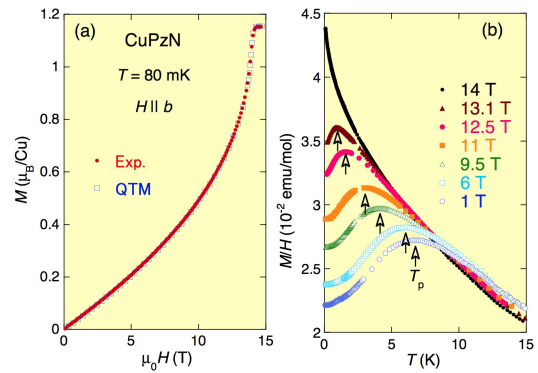 (a)
CuPzN
T = 80 mK
H || b
Exp.
QTM
M (μB/Cu)
1.2
1
0.8
0.6
0.4
0.2
0
0
5
10
15
μ0H (T)
(b)
14 T
13.1 T
12.5 T
11 T
9.5 T
6 T
1 T
Tp
M/H (10⁻² emu/mol)
4.5
4
3.5
3
2.5
2
0
5
10
15
T (K)